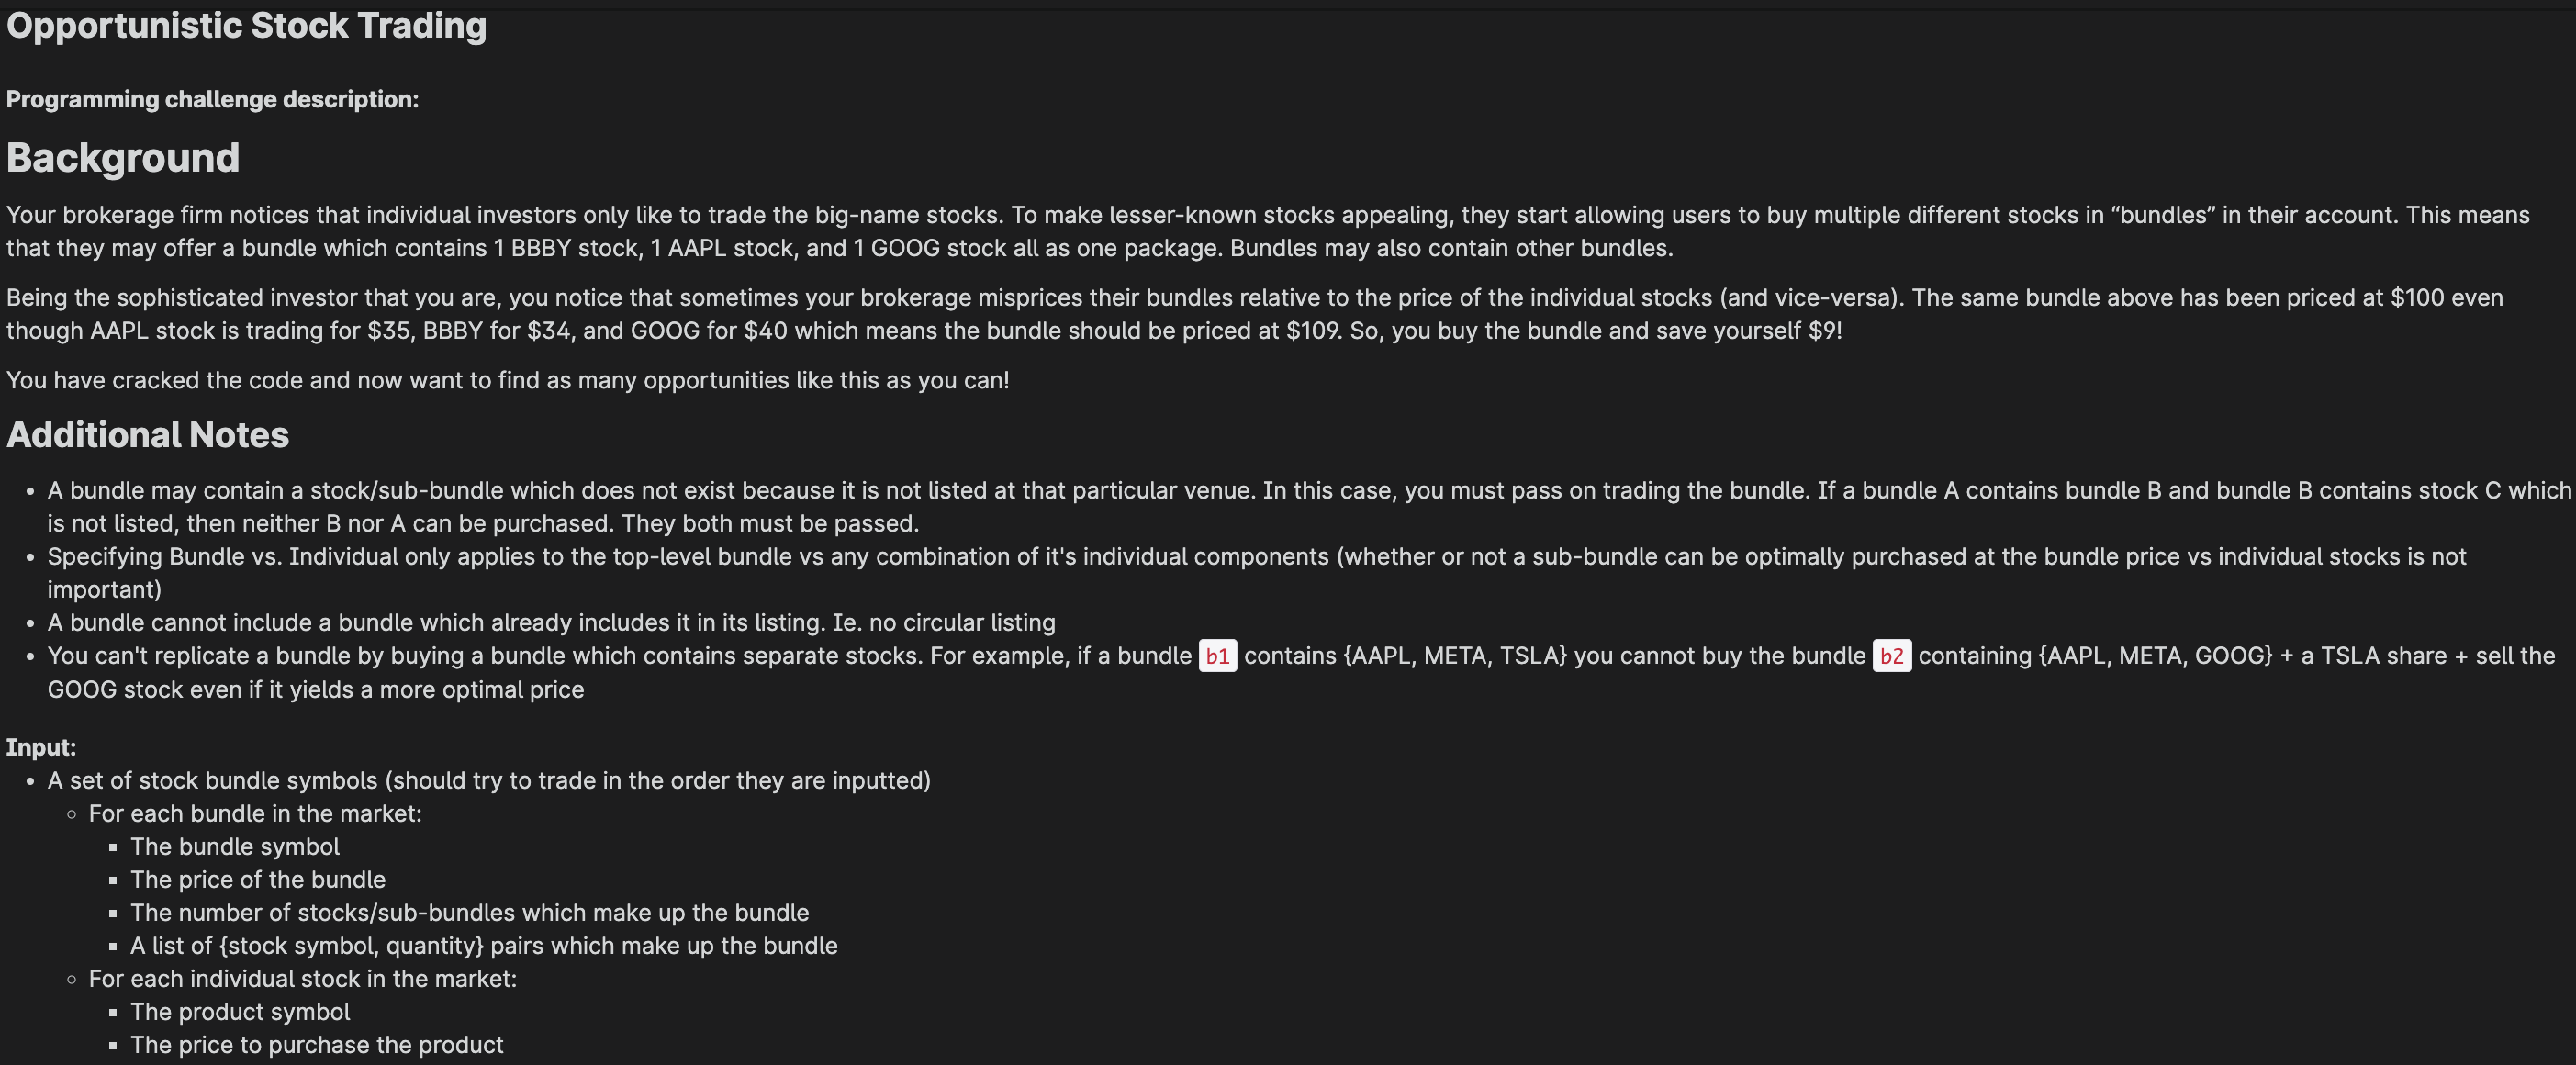 Opportunistic Stock Trading
Programming challenge description:
Background
Your brokerage firm notices that individual investors only like to trade the big-name stocks. To make lesser-known stocks appealing, they start allowing users to buy multiple different stocks in “bundles” in their account. This means
that they may offer a bundle which contains 1 BBBY stock, 1 AAPL stock, and 1 GOOG stock all as one package. Bundles may also contain other bundles.
Being the sophisticated investor that you are, you notice that sometimes your brokerage misprices their bundles relative to the price of the individual stocks (and vice-versa). The same bundle above has been priced at $100 even
though AAPL stock is trading for $35, BBBY for $34, and GOOG for $40 which means the bundle should be priced at $109. So, you buy the bundle and save yourself $9!
You have cracked the code and now want to find as many opportunities like this as you can!
Additional Notes
• A bundle may contain a stock/sub-bundle which does not exist because it is not listed at that particular venue. In this case, you must pass on trading the bundle. If a bundle A contains bundle B and bundle B contains stock C which
is not listed, then neither B nor A can be purchased. They both must be passed.
• Specifying Bundle vs. Individual only applies to the top-level bundle vs any combination of it's individual components (whether or not a sub-bundle can be optimally purchased at the bundle price vs individual stocks is not
important)
• A bundle cannot include a bundle which already includes it in its listing. Ie. no circular listing
• You can't replicate a bundle by buying a bundle which contains separate stocks. For example, if a bundle b1 contains {AAPL, META, TSLA} you cannot buy the bundle b2 containing {AAPL, META, GOOG} + a TSLA share + sell the
GOOG stock even if it yields a more optimal price
Input:
• A set of stock bundle symbols (should try to trade in the order they are inputted)
◦ For each bundle in the market:
▪ The bundle symbol
▪ The price of the bundle
▪ The number of stocks/sub-bundles which make up the bundle
▪ A list of {stock symbol, quantity} pairs which make up the bundle
◦ For each individual stock in the market:
▪ The product symbol
▪ The price to purchase the product